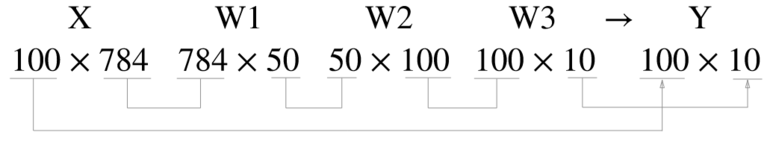 X W1 W2 W3 → Y
100 × 784 784 × 50 50 × 100 100 × 10 100 × 10